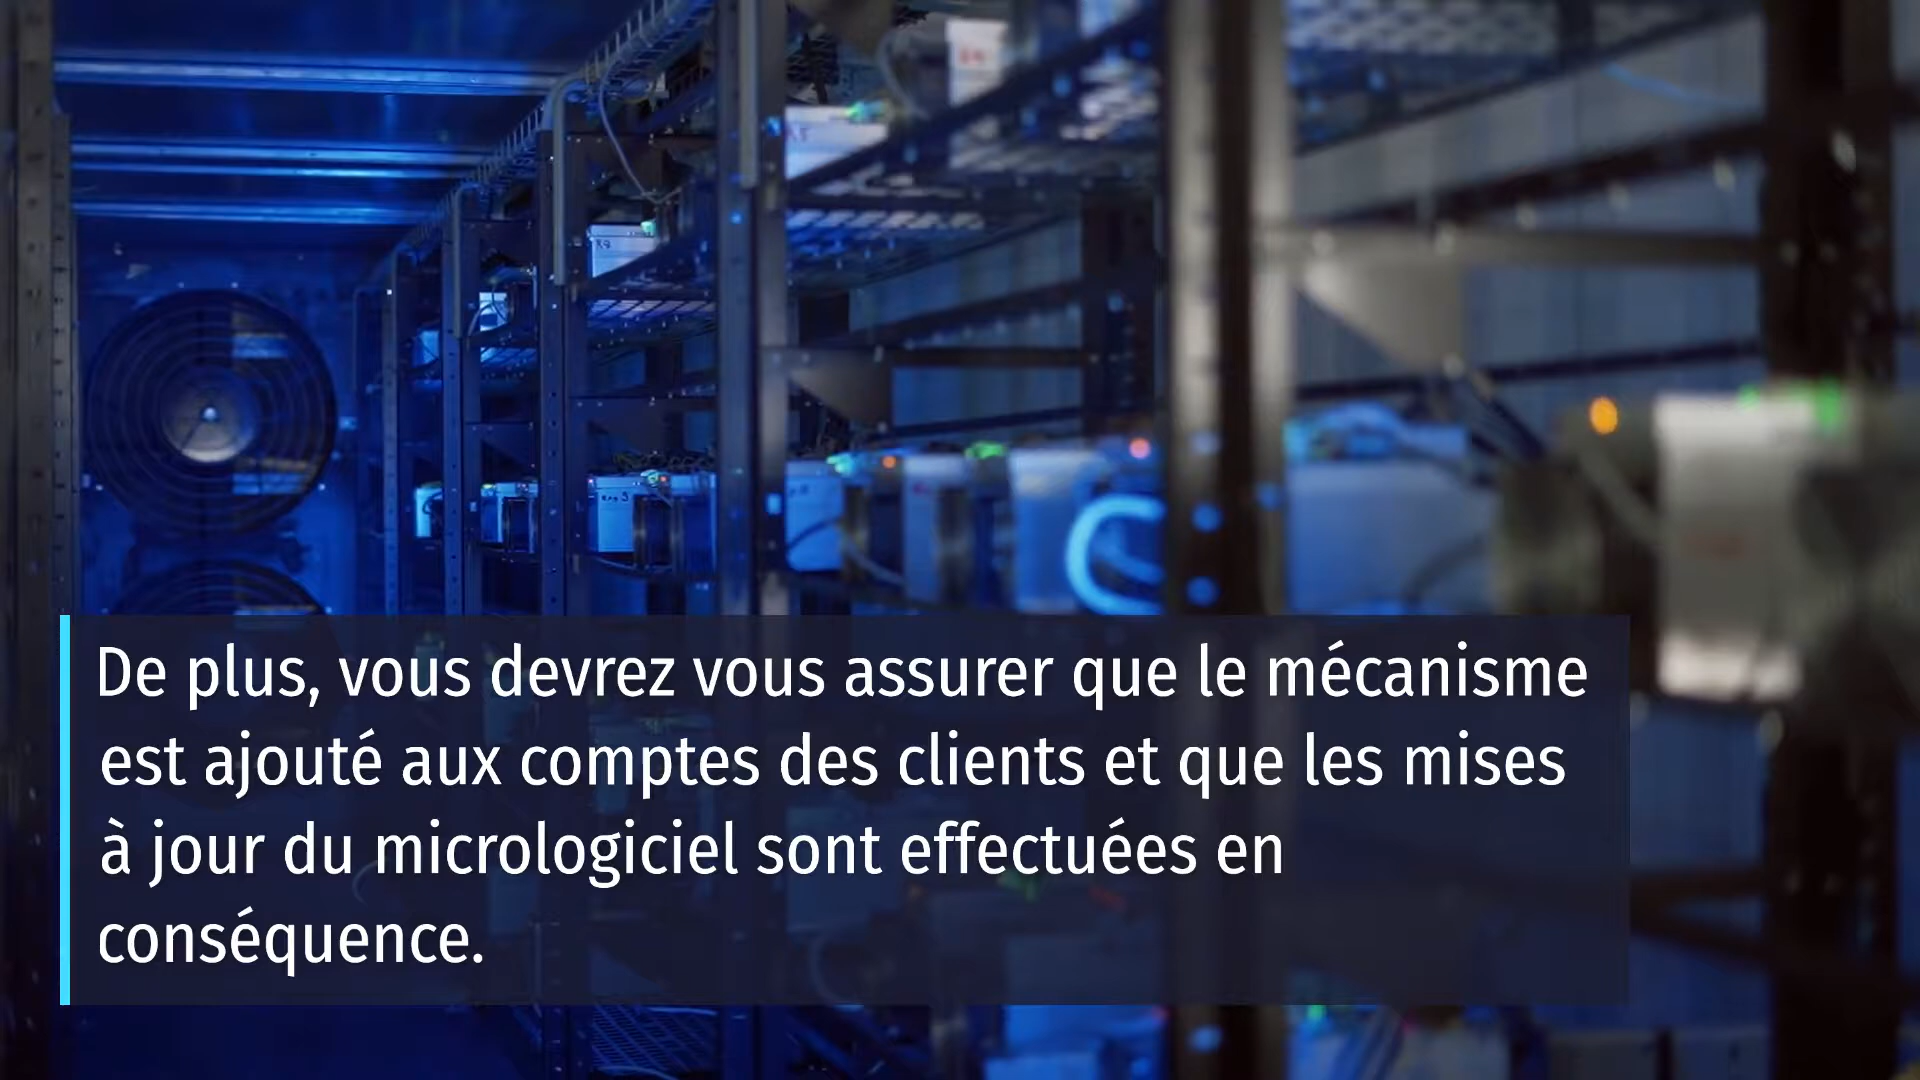 De plus, vous devrez vous assurer que le mécanisme
est ajouté aux comptes des clients et que les mises
à jour du micrologiciel sont effectuées en
conséquence.